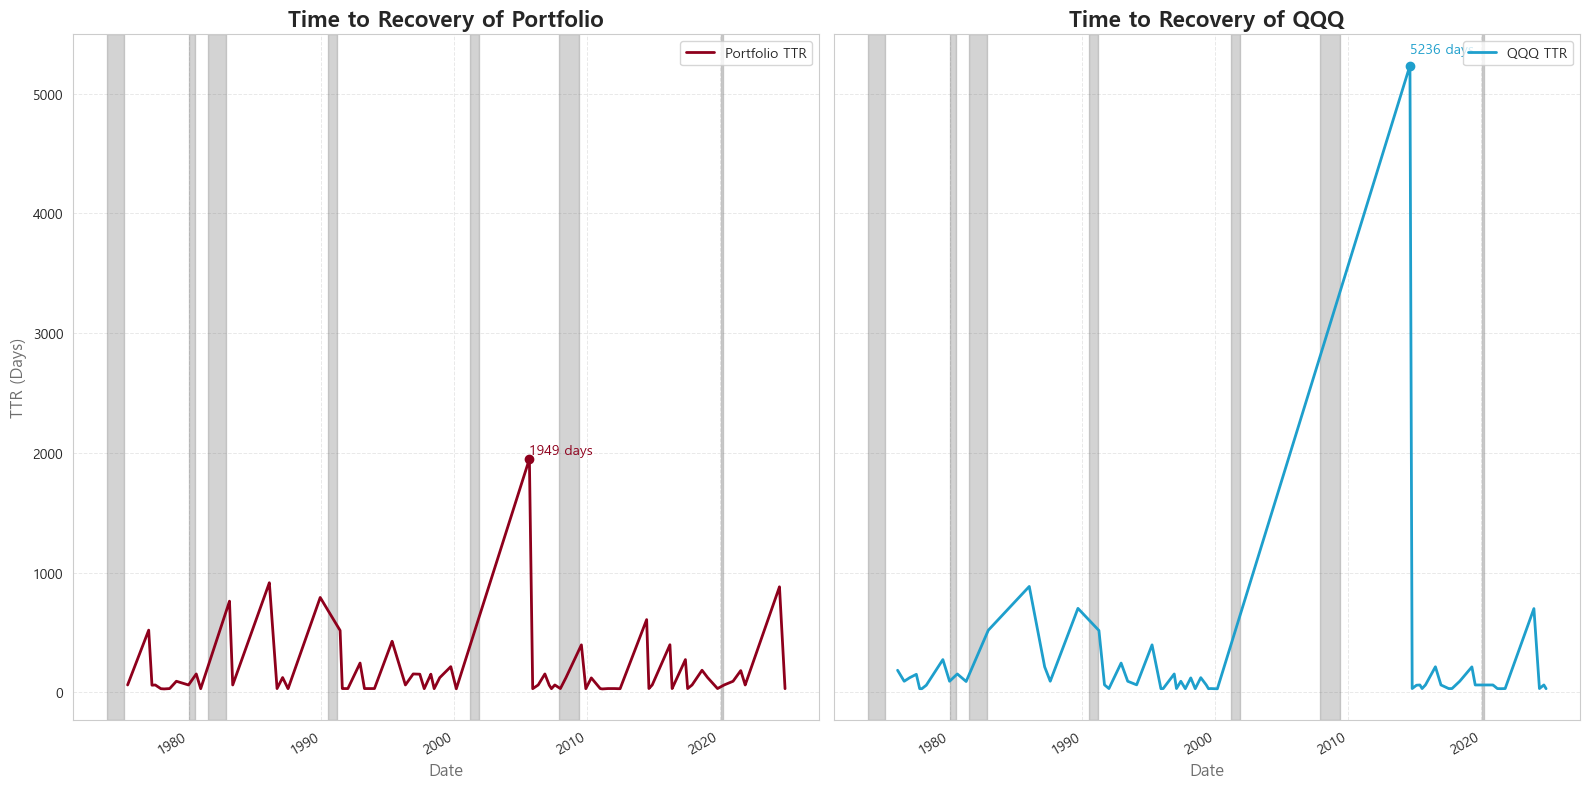 Time to Recovery of Portfolio
Time to Recovery of QQQ
Portfolio TTR
QQQ TTR
5236 days
1949 days
TTR (Days)
5000
4000
3000
2000
1000
0
1980
1990
2000
2010
2020
1980
1990
2000
2010
2020
Date
Date